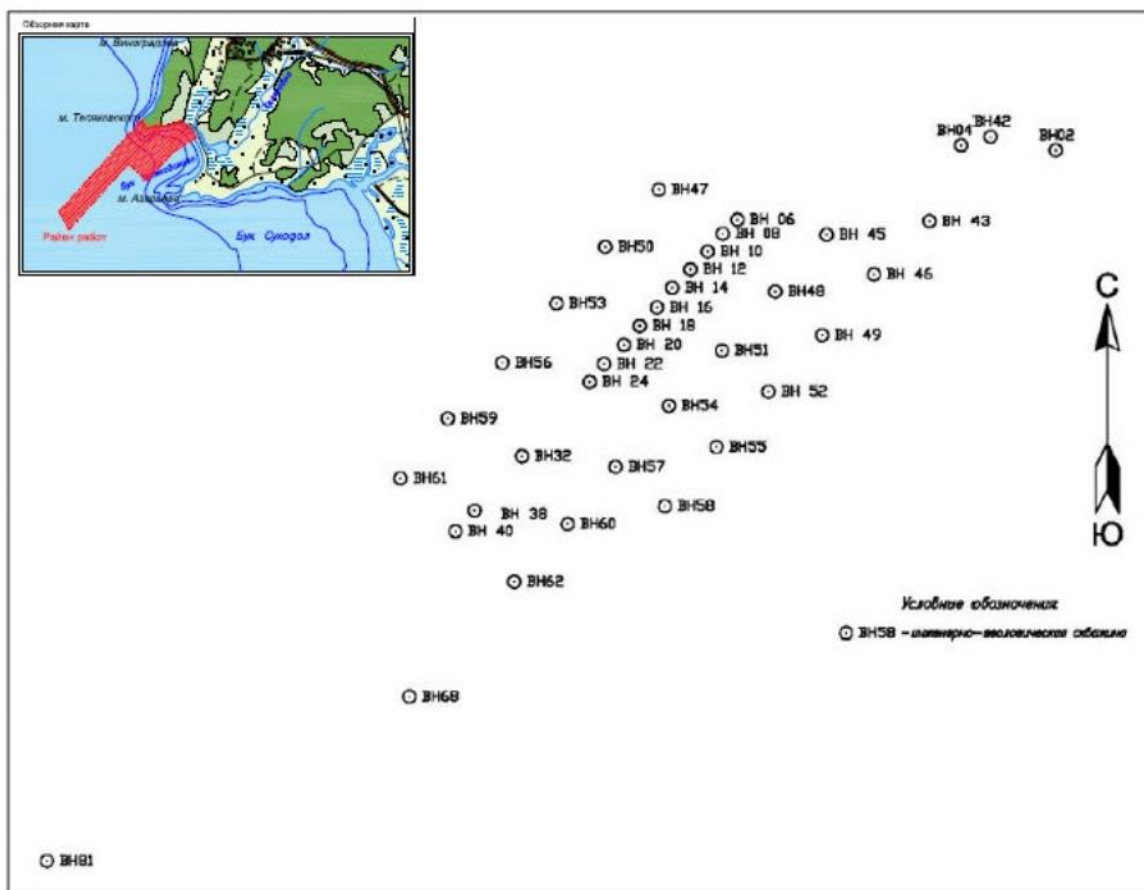 Обзорная карта
м. Виноградова
Бух. Суходол
Район работ
BH42
BH04
BH02
BH47
BH 06
BH 43
BH 08
BH 45
BH50
BH 10
BH 12
BH 46
BH 14
BH48
BH53
BH 16
BH 18
BH 49
BH 20
BH51
BH56
BH 22
BH 24
BH 52
BH54
BH59
BH55
BH32
BH57
BH61
BH58
BH 38
BH60
BH 40
BH62
BH68
BH81
С
Ю
Условные обозначения:
BH58 - инженерно-геологическая скважина